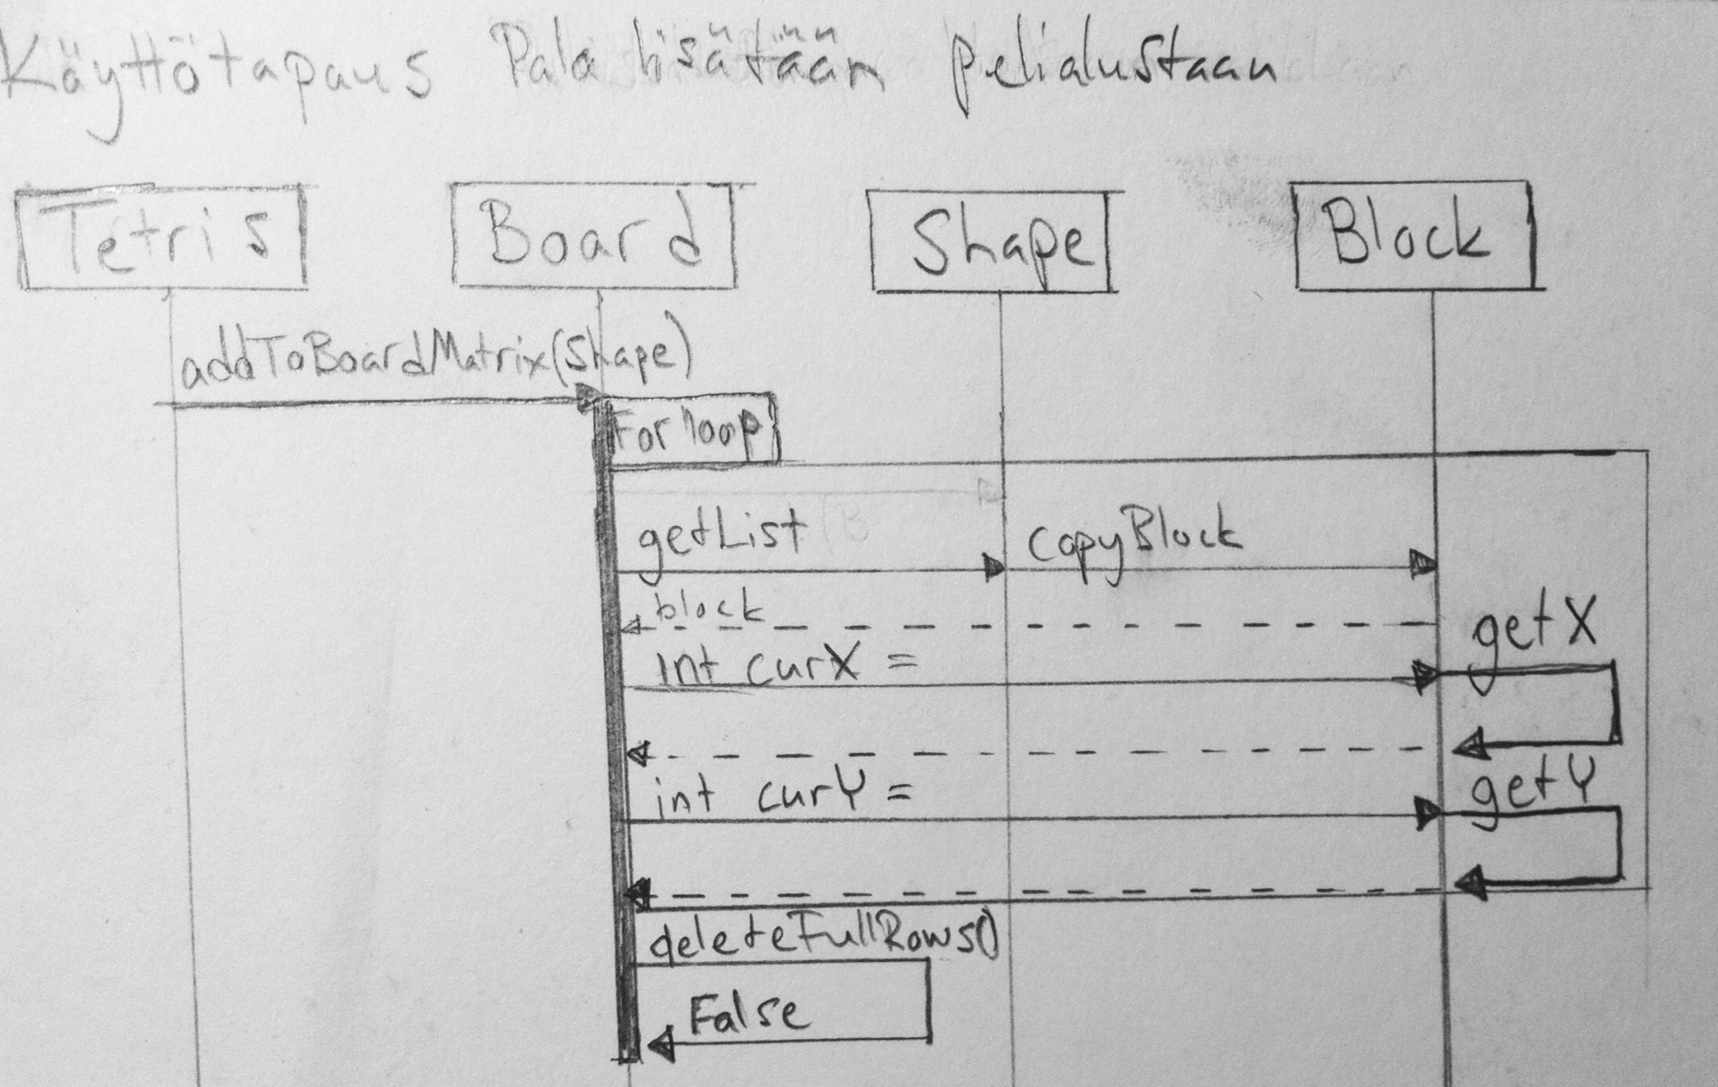 Käyttötapaus Pala lisätään pelialustaan
Tetris Board Shape Block
addToBoardMatrix(Shape)
For loop
getList copyBlock
block
getX
int curX =
getY
int curY =
deleteFullRows()
False